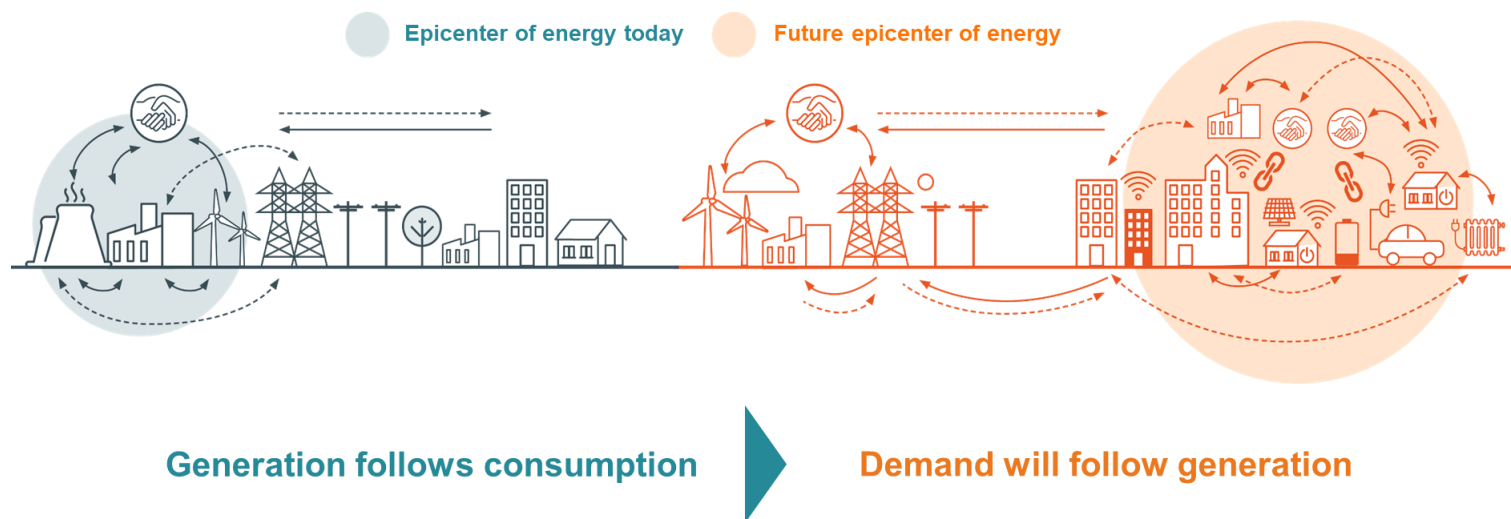 Epicenter of energy today
Future epicenter of energy
Generation follows consumption
Demand will follow generation